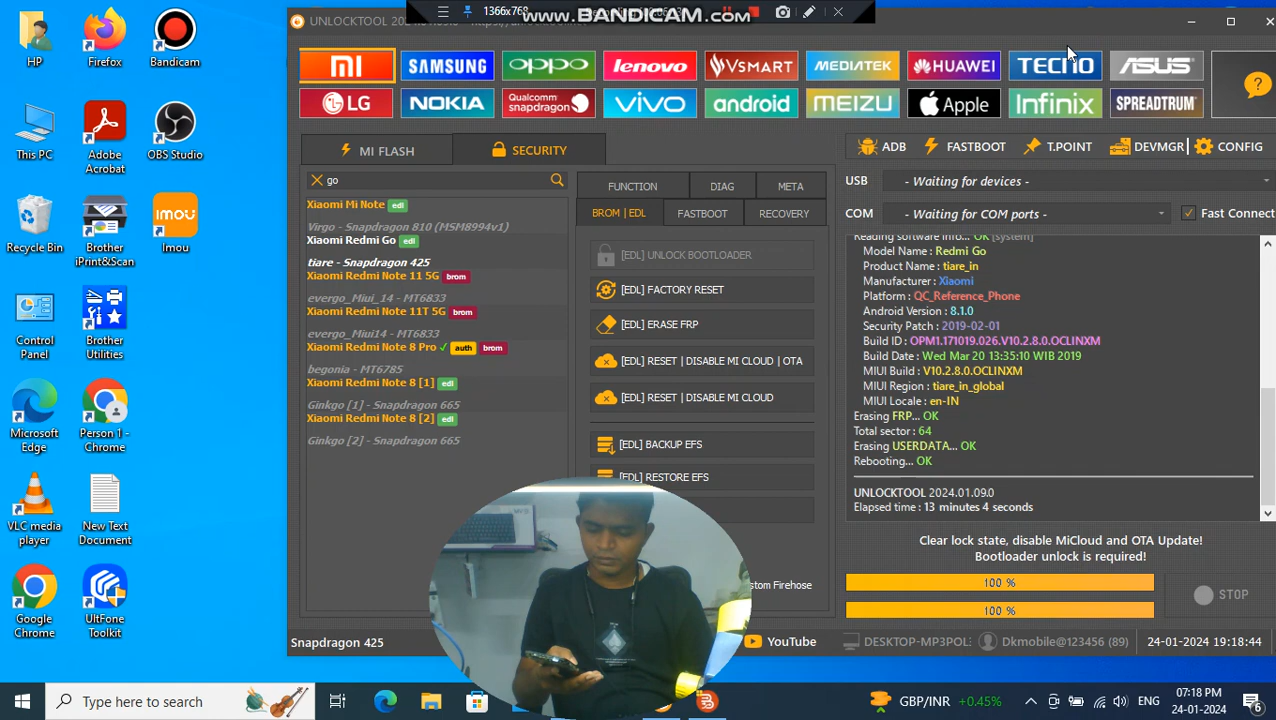 1366x768
www.BANDICAM.com
UNLOCKTOOL 202
HP
Firefox
Bandicam
This PC
Adobe Acrobat
OBS Studio
Recycle Bin
Brother iPrint&Scan
Imou
Control Panel
Brother Utilities
Microsoft Edge
Person 1 - Chrome
VLC media player
New Text Document
Google Chrome
UltFone Toolkit
MI
SAMSUNG
OPPO
lenovo
VSMART
MEDIATEK
HUAWEI
TECNO
ASUS
LG
NOKIA
Qualcomm snapdragon
vivo
android
MEIZU
Apple
Infinix
SPREADTRUM
?
MI FLASH
SECURITY
ADB
FASTBOOT
T.POINT
DEVMGR
CONFIG
go
FUNCTION
DIAG
META
BROM | EDL
FASTBOOT
RECOVERY
USB
- Waiting for devices -
COM
- Waiting for COM ports -
Fast Connect
Xiaomi Mi Note edl
Virgo - Snapdragon 810 (MSM8994v1)
Xiaomi Redmi Go edl
tiare - Snapdragon 425
Xiaomi Redmi Note 11 5G brom
evergo_Miui_14 - MT6833
Xiaomi Redmi Note 11T 5G brom
evergo_Miui14 - MT6833
Xiaomi Redmi Note 8 Pro ✓ auth brom
begonia - MT6785
Xiaomi Redmi Note 8 [1] edl
Ginkgo [1] - Snapdragon 665
Xiaomi Redmi Note 8 [2] edl
Ginkgo [2] - Snapdragon 665
[EDL] UNLOCK BOOTLOADER
[EDL] FACTORY RESET
[EDL] ERASE FRP
[EDL] RESET | DISABLE MI CLOUD | OTA
[EDL] RESET | DISABLE MI CLOUD
[EDL] BACKUP EFS
[EDL] RESTORE EFS
stom Firehose
Reading software info... OK [system]
Model Name : Redmi Go
Product Name : tiare_in
Manufacturer : Xiaomi
Platform : QC_Reference_Phone
Android Version : 8.1.0
Security Patch : 2019-02-01
Build ID : OPM1.171019.026.V10.2.8.0.OCLINXM
Build Date : Wed Mar 20 13:35:10 WIB 2019
MIUI Build : V10.2.8.0.OCLINXM
MIUI Region : tiare_in_global
MIUI Locale : en-IN
Erasing FRP... OK
Total sector : 64
Erasing USERDATA... OK
Rebooting... OK
UNLOCKTOOL 2024.01.09.0
Elapsed time : 13 minutes 4 seconds
Clear lock state, disable MiCloud and OTA Update!
Bootloader unlock is required!
100 %
100 %
STOP
Snapdragon 425
YouTube
DESKTOP-MP3POL
Dkmobile@123456 (89)
24-01-2024 19:18:44
Type here to search
GBP/INR +0.45%
ENG
07:18 PM
24-01-2024
6